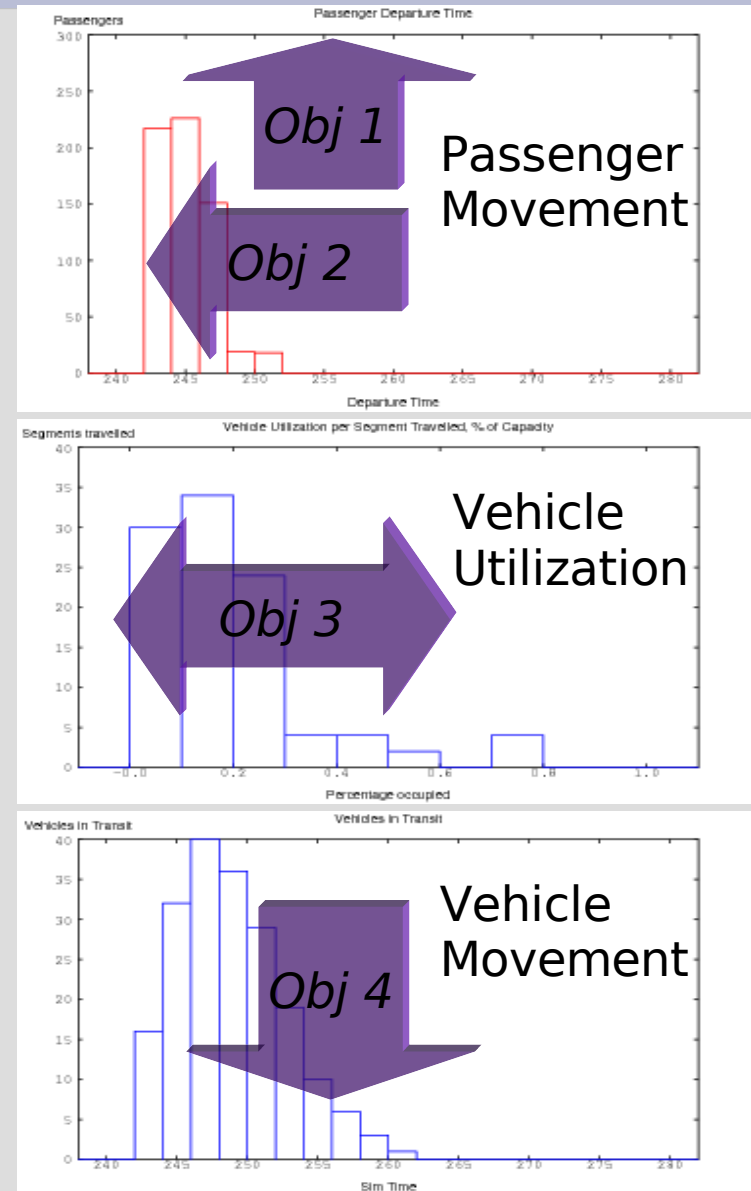 Passenger Departure Time
Passengers
300
250
200
150
100
50
0
Obj 1
Passenger
Movement
Obj 2
240 245 250 255 260 265 270 275 280
Departure Time
Vehicle Utilization per Segment Travelled, % of Capacity
Segments travelled
40
35
30
25
20
15
10
5
0
Vehicle
Utilization
Obj 3
-0.0 0.2 0.4 0.6 0.8 1.0
Percentage occupied
Vehicles in Transit
Vehicles in Transit
40
35
30
25
20
15
10
5
0
Vehicle
Movement
Obj 4
240 245 250 255 260 265 270 275 280
Sim Time